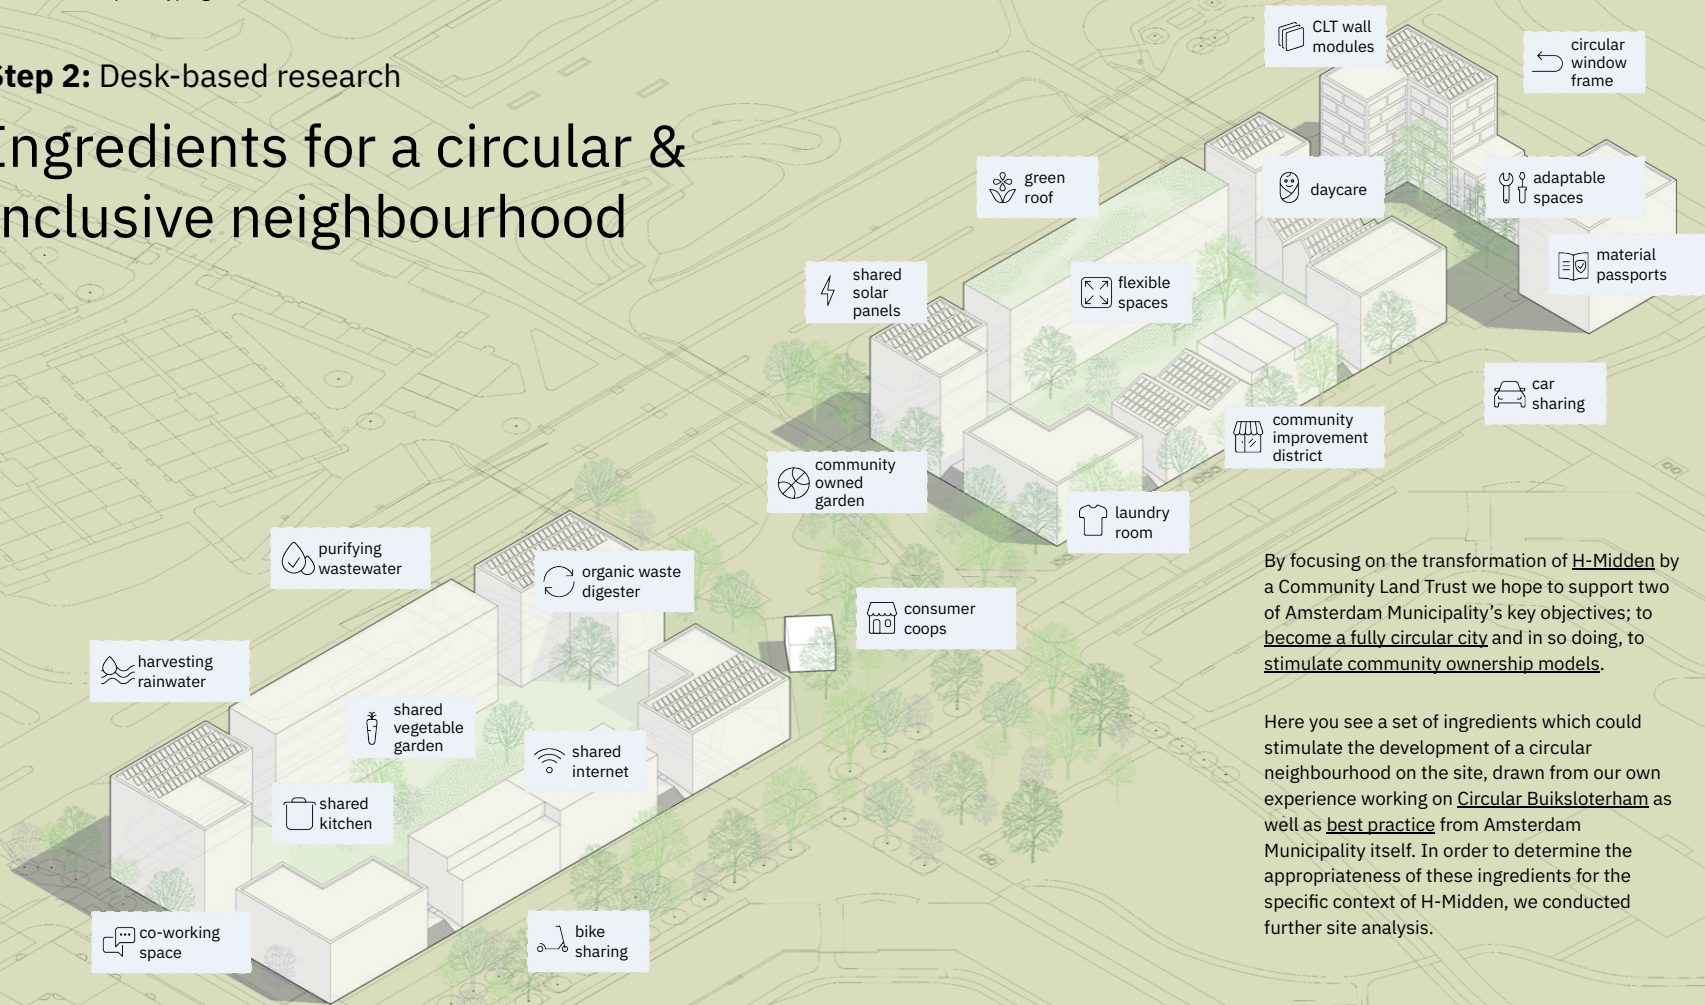 Step 2: Desk-based research
Ingredients for a circular &
inclusive neighbourhood
CLT wall
modules
circular
window
frame
green
roof
daycare
adaptable
spaces
material
passports
shared
solar
panels
flexible
spaces
car
sharing
community
improvement
district
community
owned
garden
laundry
room
purifying
wastewater
organic waste
digester
consumer
coops
harvesting
rainwater
shared
vegetable
garden
shared
internet
shared
kitchen
co-working
space
bike
sharing
By focusing on the transformation of H-Midden by
a Community Land Trust we hope to support two
of Amsterdam Municipality’s key objectives; to
become a fully circular city and in so doing, to
stimulate community ownership models.
Here you see a set of ingredients which could
stimulate the development of a circular
neighbourhood on the site, drawn from our own
experience working on Circular Buiksloterham as
well as best practice from Amsterdam
Municipality itself. In order to determine the
appropriateness of these ingredients for the
specific context of H-Midden, we conducted
further site analysis.